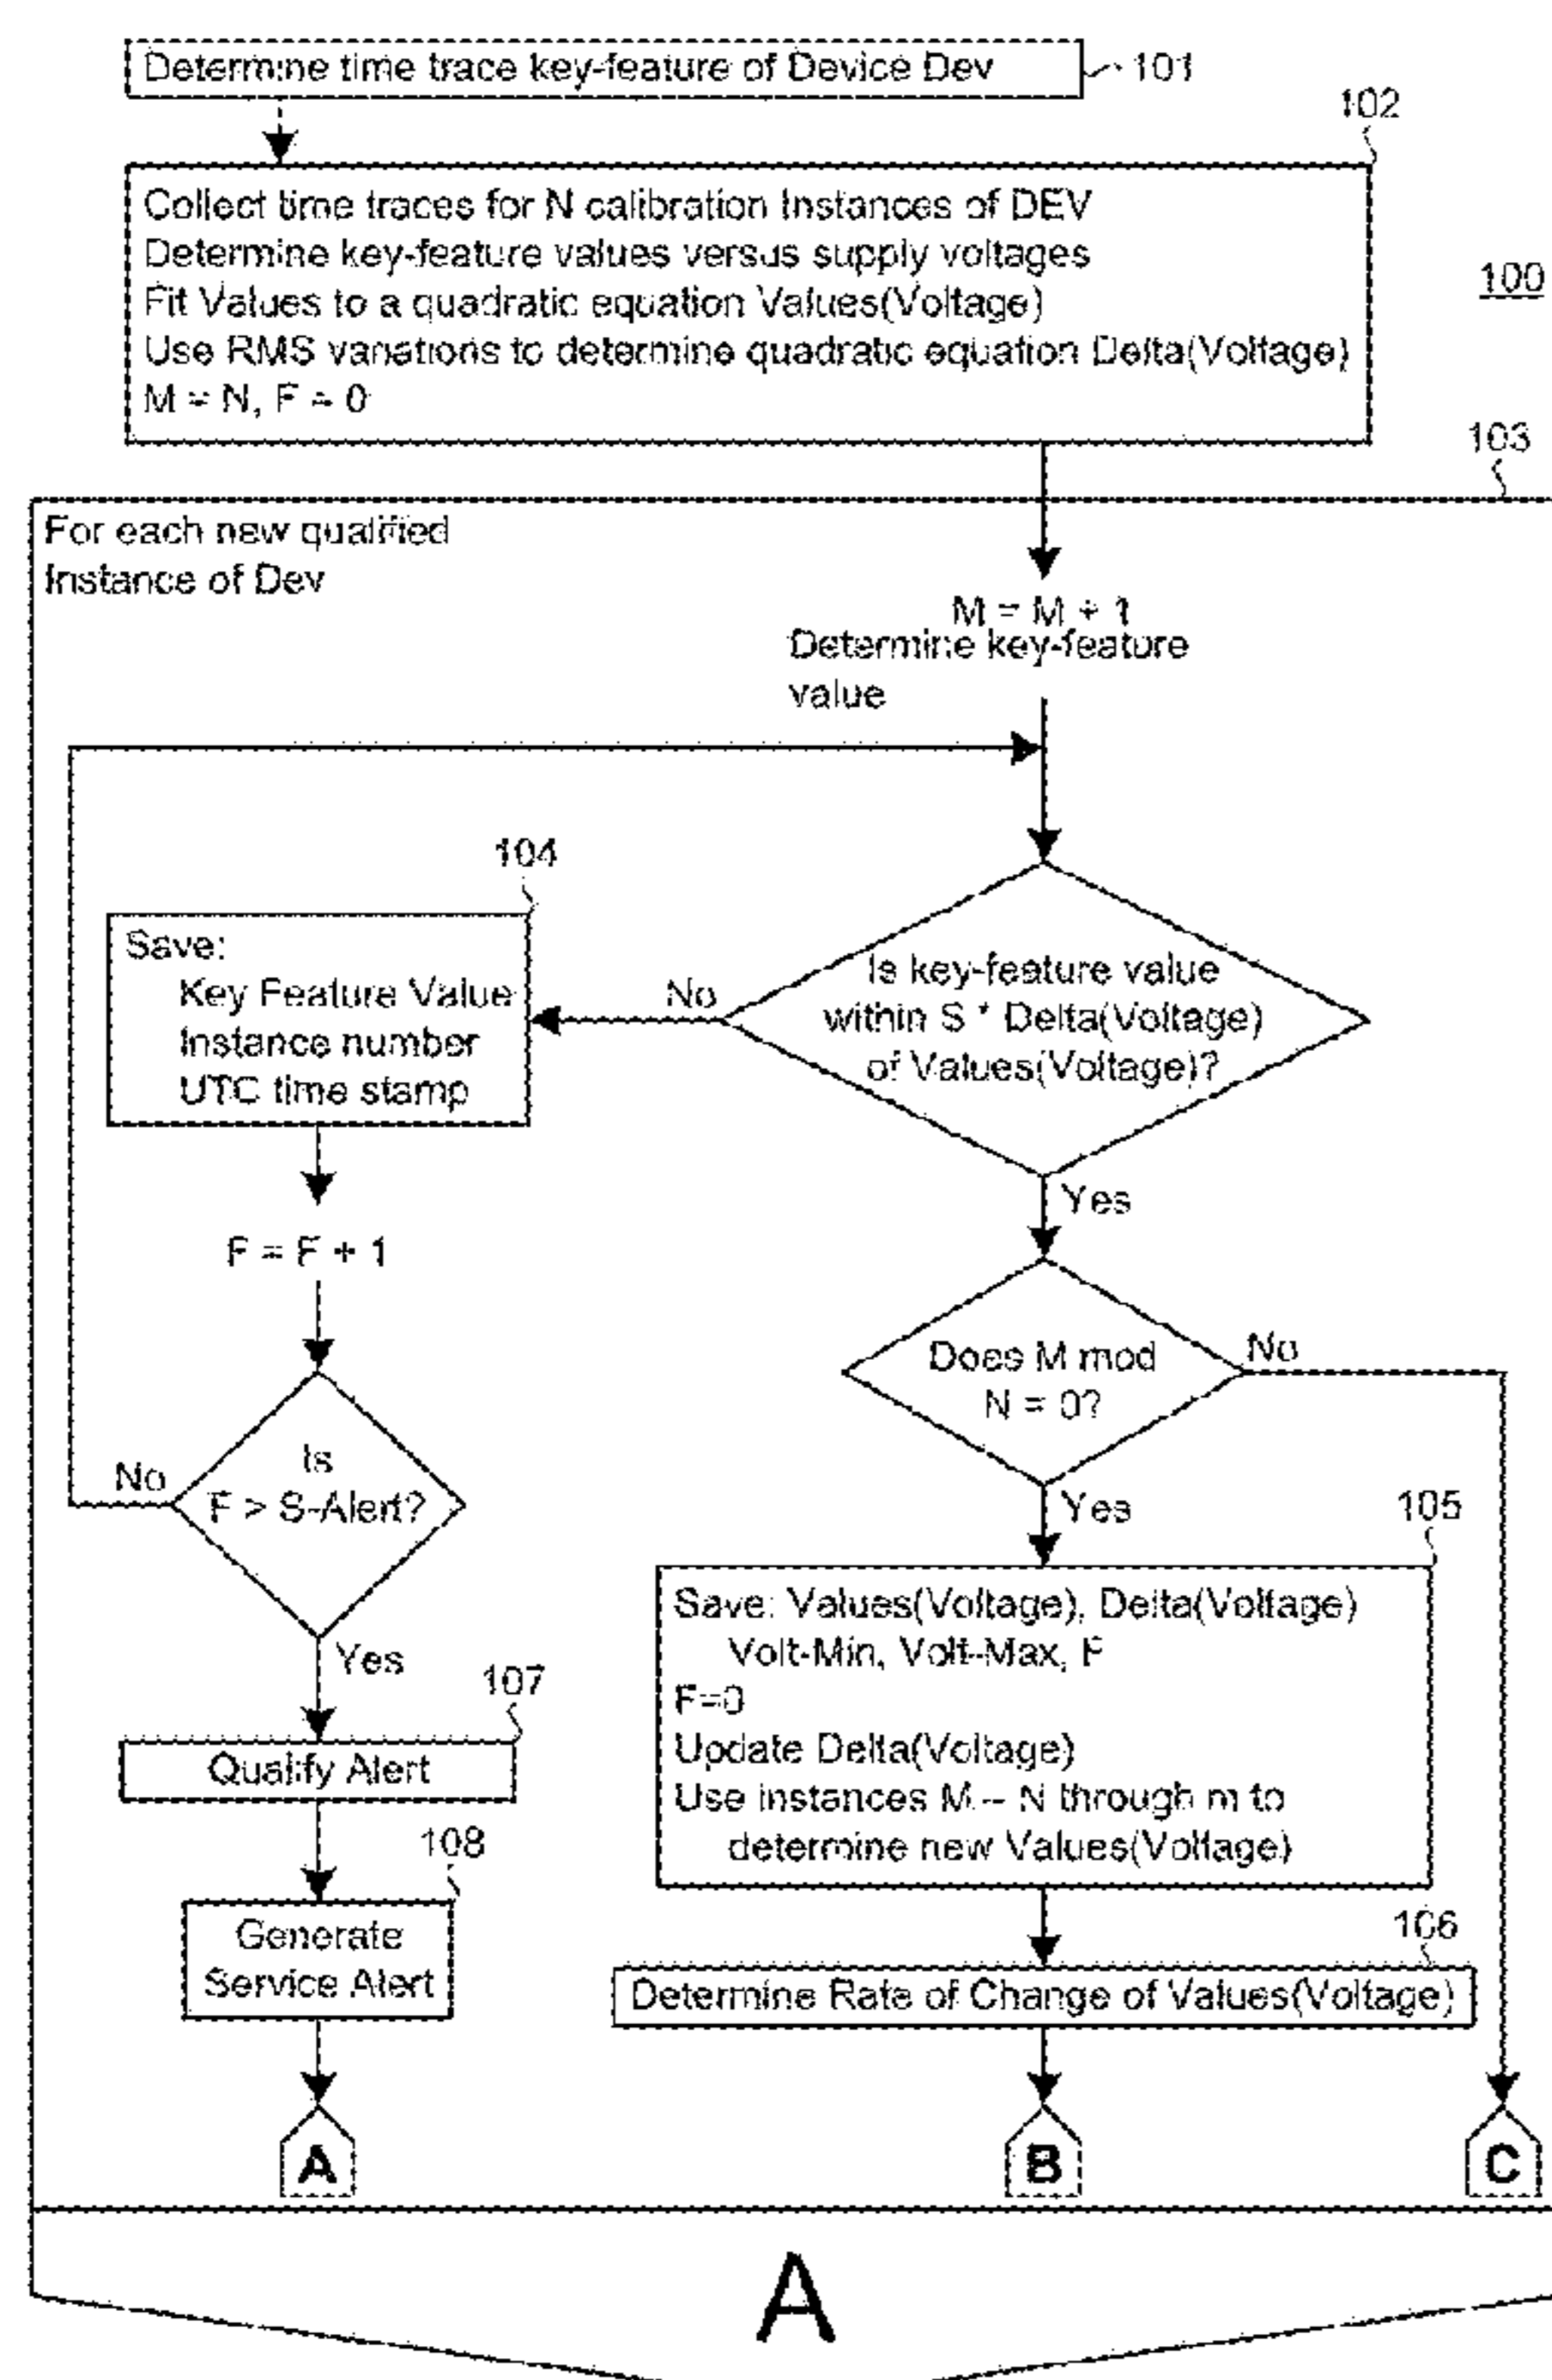 Determine time trace key-feature of Device Dev
101
102
Collect time traces for N calibration Instances of DEV
Determine key-feature values versus supply voltages
Fit Values to a quadratic equation Values(Voltage)
Use RMS variations to determine quadratic equation Delta(Voltage)
M = N, F = 0
100
103
For each new qualified
Instance of Dev
M = M + 1
Determine key-feature
value
104
Save:
Key Feature Value
Instance number
UTC time stamp
No
Is key-feature value
within S * Delta(Voltage)
of Values(Voltage)?
Yes
F = F + 1
Does M mod
N = 0?
No
Is
F > S-Alert?
No
Yes
Yes
105
Save: Values(Voltage), Delta(Voltage)
Volt-Min, Volt-Max, F
F=0
Update Delta(Voltage)
Use instances M – N through m to
determine new Values(Voltage)
107
Qualify Alert
108
Generate
Service Alert
106
Determine Rate of Change of Values(Voltage)
A
B
C
A